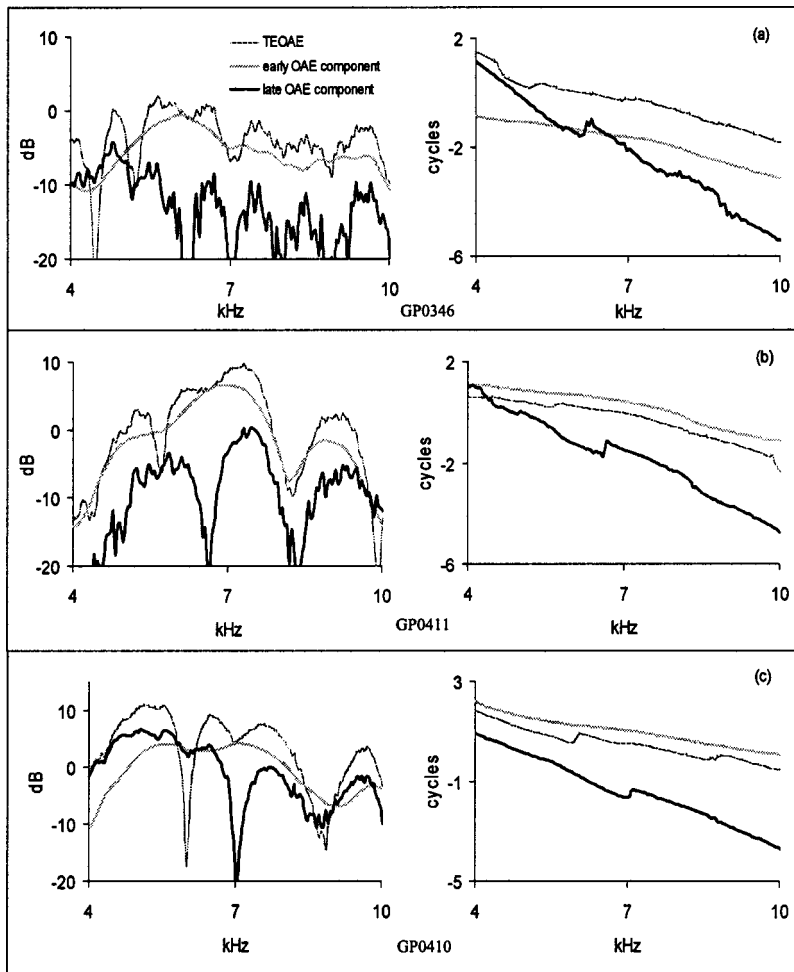 10
0
-10
-20
dB
4
7
10
kHz
TEOAE
early OAE component
late OAE component
(a)
2
-2
-6
cycles
4
7
10
kHz
GP0346
10
0
-10
-20
dB
4
7
10
kHz
(b)
2
-2
-6
cycles
4
7
10
kHz
GP0411
10
0
-10
-20
dB
4
7
10
kHz
(c)
3
-1
-5
cycles
4
7
10
kHz
GP0410